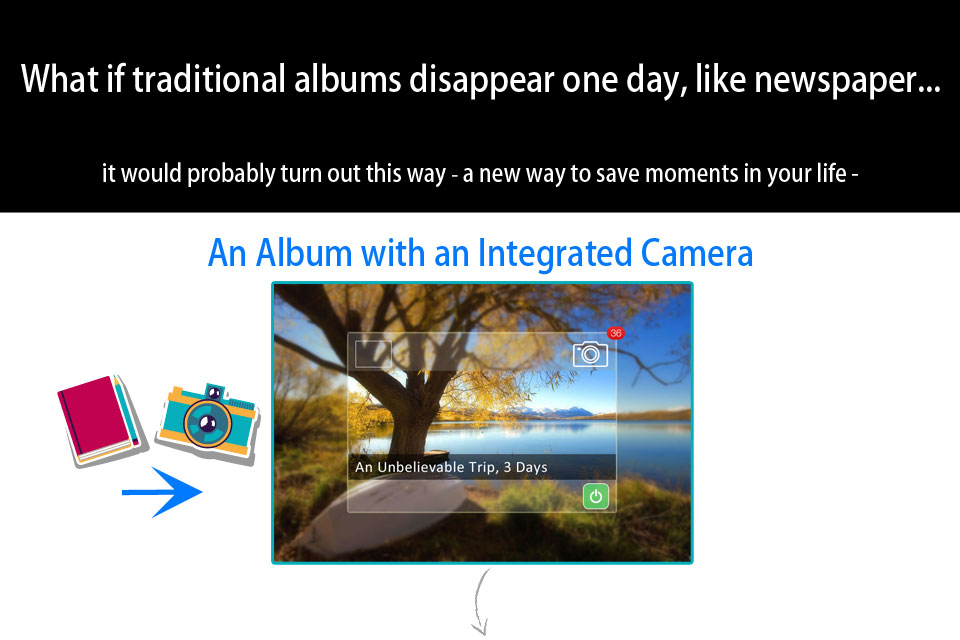 What if traditional albums disappear one day, like newspaper...
it would probably turn out this way - a new way to save moments in your life -
An Album with an Integrated Camera
36
An Unbelievable Trip, 3 Days